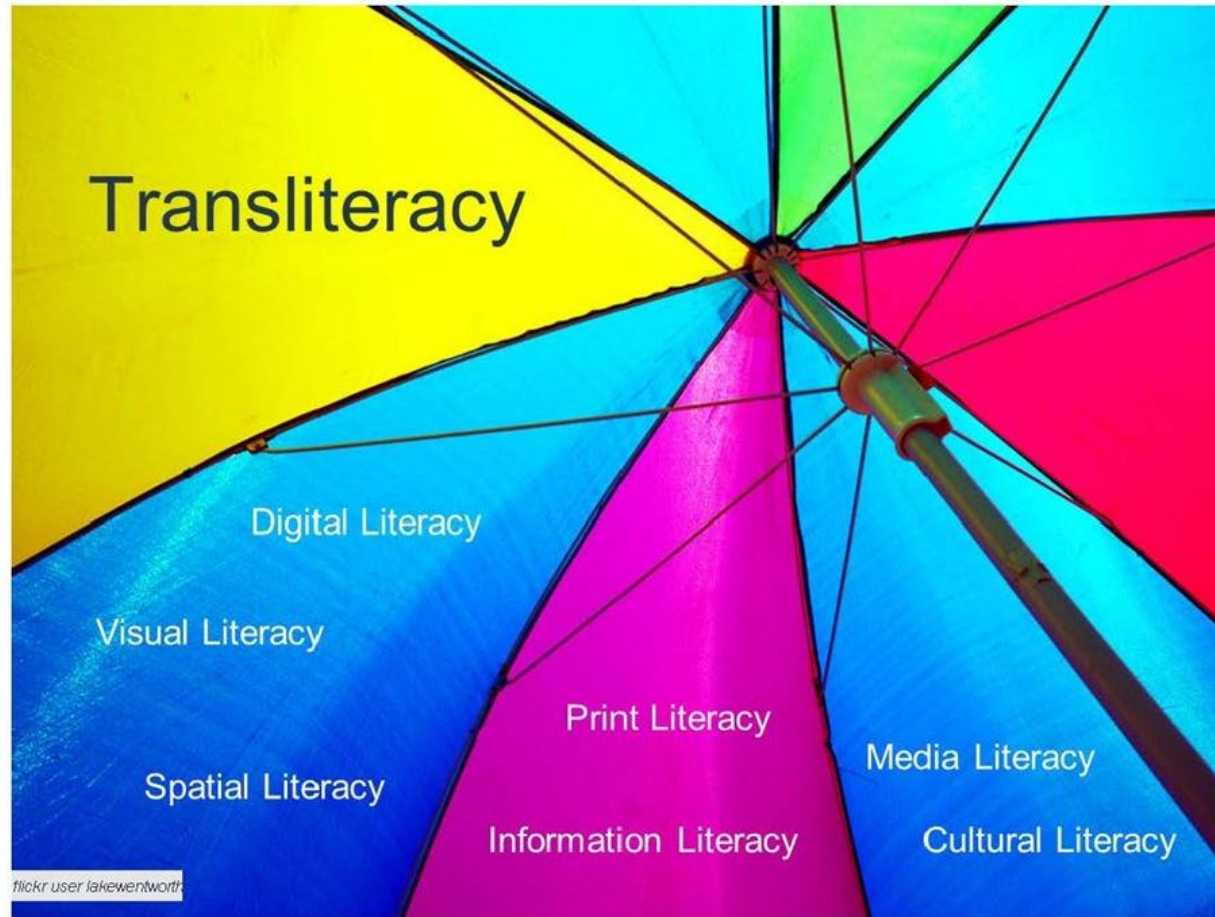 Transliteracy
Digital Literacy
Visual Literacy
Print Literacy
Media Literacy
Spatial Literacy
Information Literacy
Cultural Literacy
flickr user lakewentworth